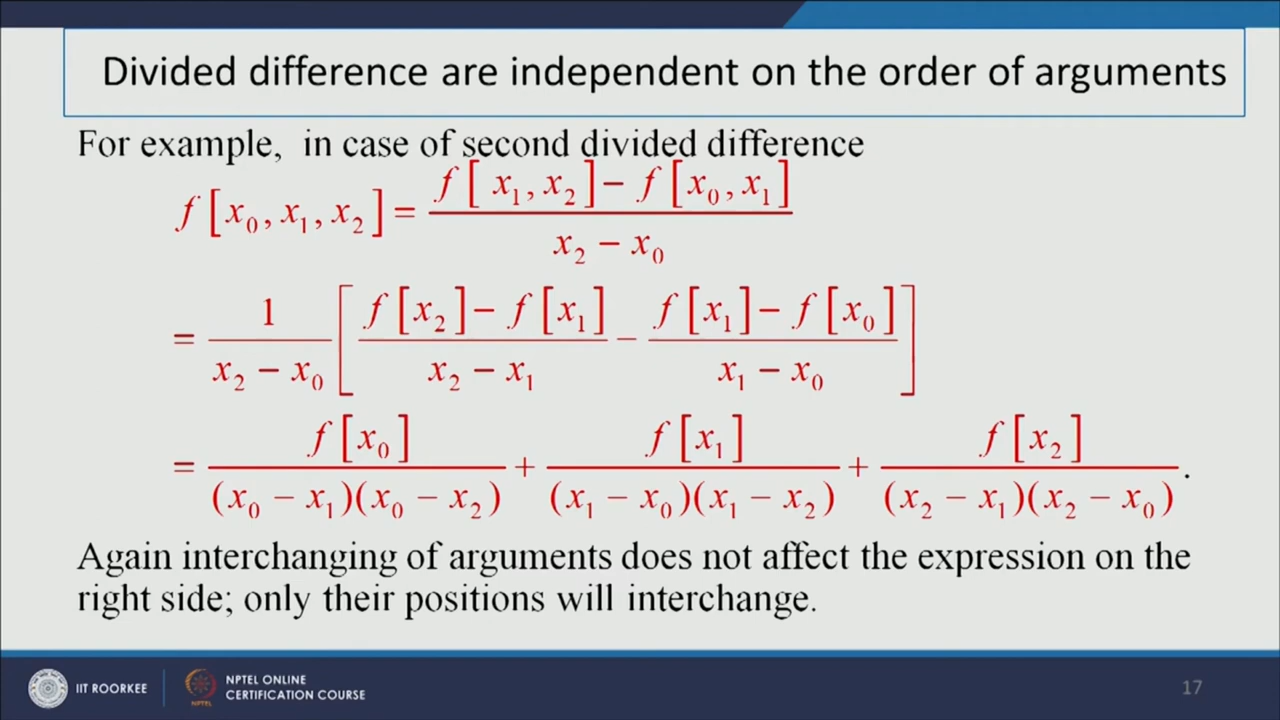 Divided difference are independent on the order of arguments
For example, in case of second divided difference
f [x₀, x₁, x₂] = (f [ x₁, x₂] − f [x₀, x₁]) / (x₂ − x₀)
= 1 / (x₂ − x₀) [ (f [x₂] − f [x₁]) / (x₂ − x₁) − (f [x₁] − f [x₀]) / (x₁ − x₀) ]
= f [x₀] / ((x₀ − x₁)(x₀ − x₂)) + f [x₁] / ((x₁ − x₀)(x₁ − x₂)) + f [x₂] / ((x₂ − x₁)(x₂ − x₀)) .
Again interchanging of arguments does not affect the expression on the
right side; only their positions will interchange.
IIT ROORKEE
NPTEL
NPTEL ONLINE
CERTIFICATION COURSE
17